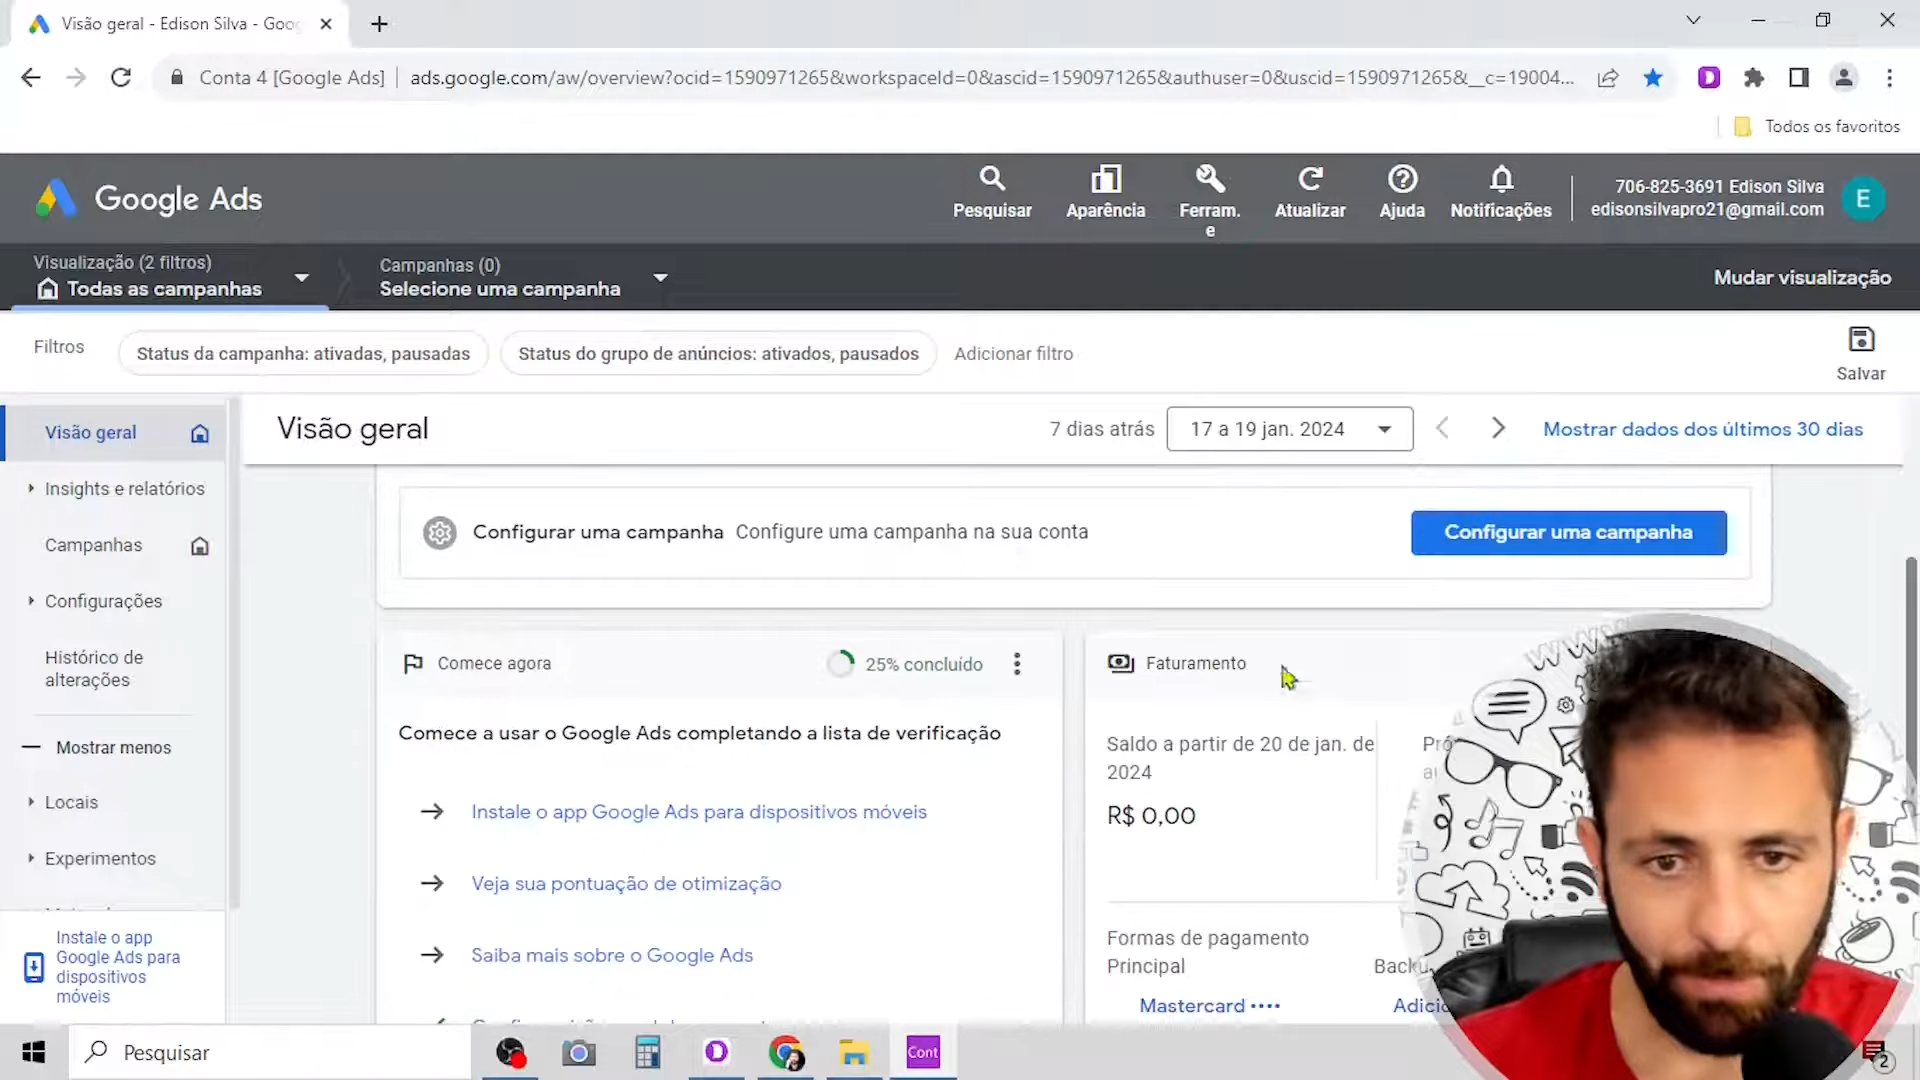 Visão geral - Edison Silva - Goog
Conta 4 [Google Ads]
ads.google.com/aw/overview?ocid=1590971265&workspaceId=0&ascid=1590971265&authuser=0&uscid=1590971265&__c=19004...
Todos os favoritos
Google Ads
Pesquisar
Aparência
Ferram.
e
Atualizar
Ajuda
Notificações
706-825-3691 Edison Silva
edisonsilvapro21@gmail.com
E
Visualização (2 filtros)
Todas as campanhas
Campanhas (0)
Selecione uma campanha
Mudar visualização
Filtros
Status da campanha: ativadas, pausadas
Status do grupo de anúncios: ativados, pausados
Adicionar filtro
Salvar
Visão geral
Insights e relatórios
Campanhas
Configurações
Histórico de
alterações
Mostrar menos
Locais
Experimentos
Instale o app
Google Ads para
dispositivos
móveis
Visão geral
7 dias atrás
17 a 19 jan. 2024
Mostrar dados dos últimos 30 dias
Configurar uma campanha
Configure uma campanha na sua conta
Configurar uma campanha
Comece agora
25% concluído
Comece a usar o Google Ads completando a lista de verificação
Instale o app Google Ads para dispositivos móveis
Veja sua pontuação de otimização
Saiba mais sobre o Google Ads
Faturamento
Saldo a partir de 20 de jan. de
2024
R$ 0,00
Formas de pagamento
Principal
Mastercard ••••
WWW
Pesquisar
Cont
2